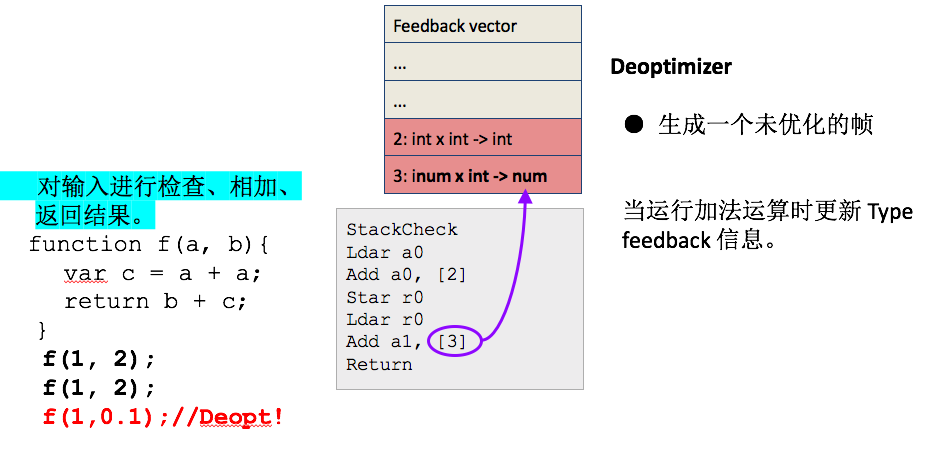 Feedback vector
...
...
2: int x int -> int
3: inum x int -> num
Deoptimizer
● 生成一个未优化的帧
当运行加法运算时更新 Type
feedback 信息。
对输入进行检查、相加、
返回结果。
function f(a, b){
var c = a + a;
return b + c;
}
f(1, 2);
f(1, 2);
f(1,0.1);//Deopt!
StackCheck
Ldar a0
Add a0, [2]
Star r0
Ldar r0
Add a1, [3]
Return